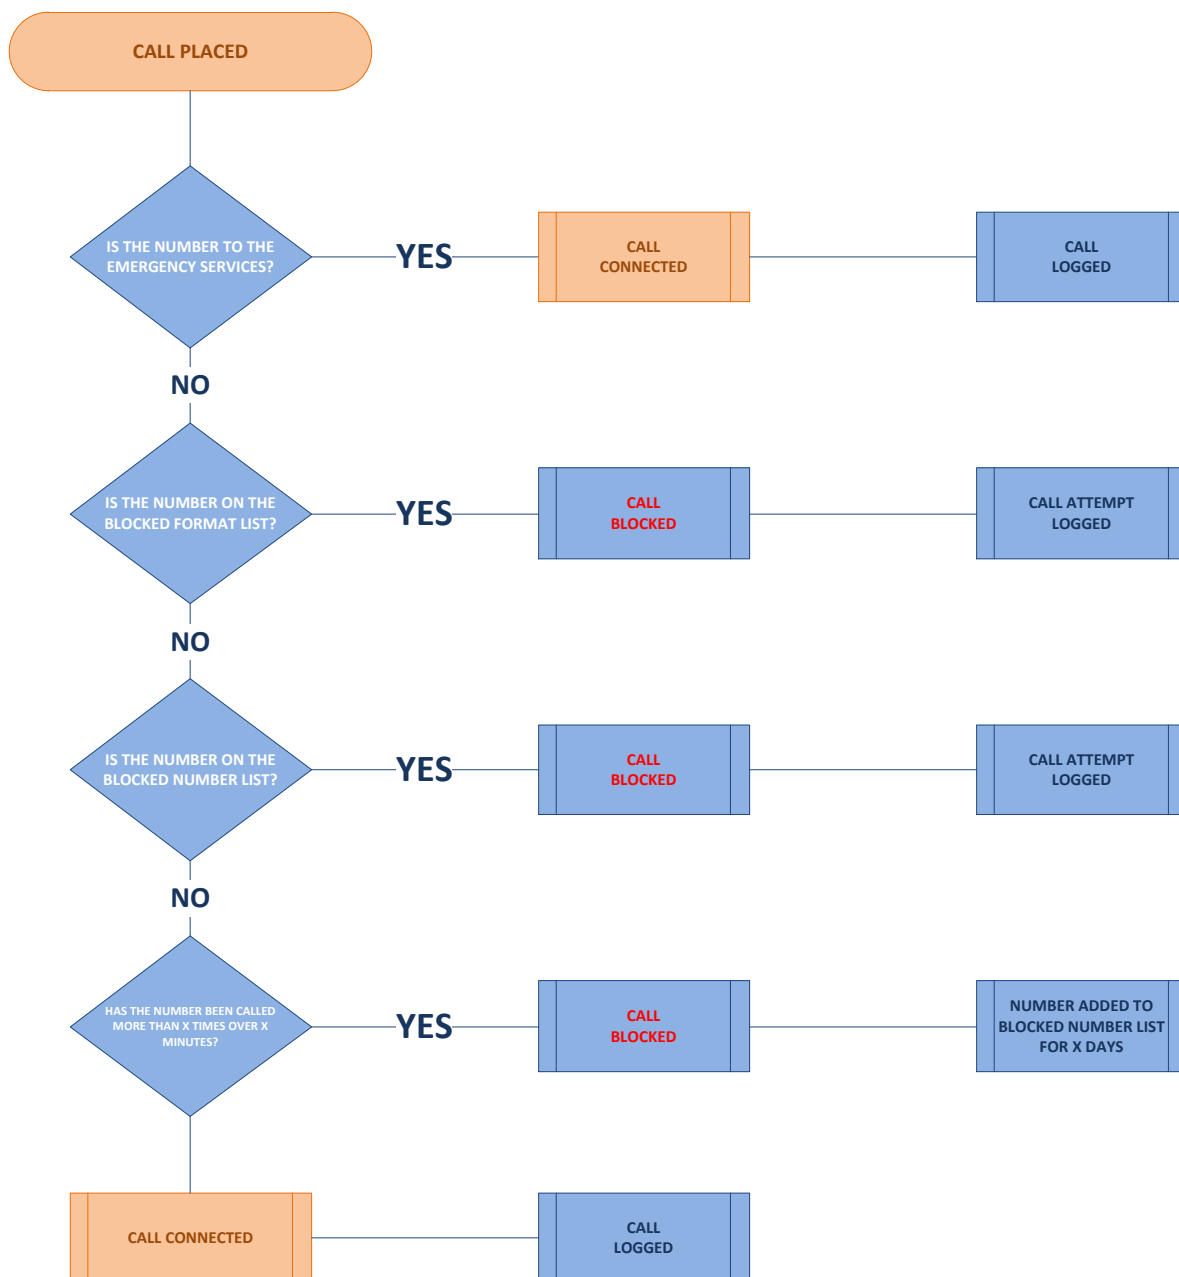 CALL PLACED
IS THE NUMBER TO THE
EMERGENCY SERVICES?
YES
CALL
CONNECTED
CALL
LOGGED
NO
IS THE NUMBER ON THE
BLOCKED FORMAT LIST?
YES
CALL
BLOCKED
CALL ATTEMPT
LOGGED
NO
IS THE NUMBER ON THE
BLOCKED NUMBER LIST?
YES
CALL
BLOCKED
CALL ATTEMPT
LOGGED
NO
HAS THE NUMBER BEEN CALLED
MORE THAN X TIMES OVER X
MINUTES?
YES
CALL
BLOCKED
NUMBER ADDED TO
BLOCKED NUMBER LIST
FOR X DAYS
CALL CONNECTED
CALL
LOGGED